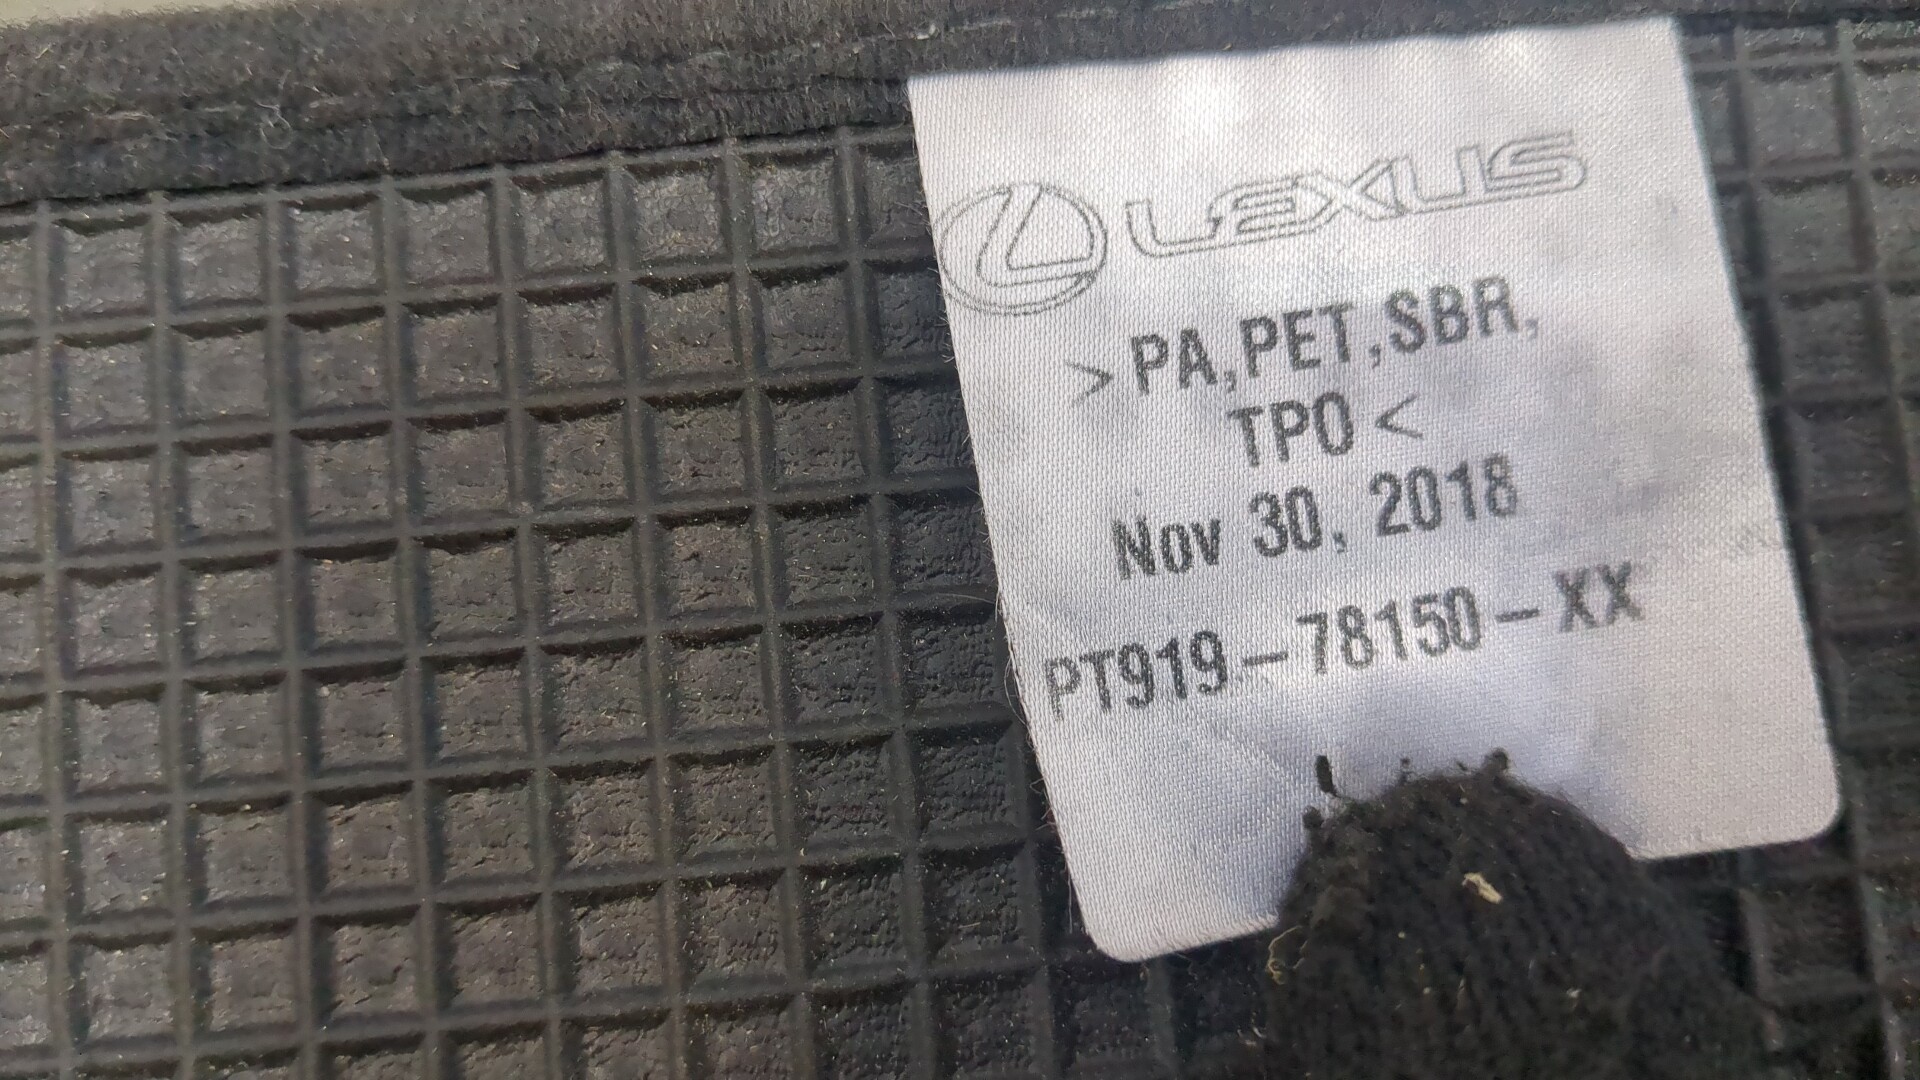 LEXUS
>PA,PET,SBR,
TPO<
Nov 30, 2018
PT919-78150-XX